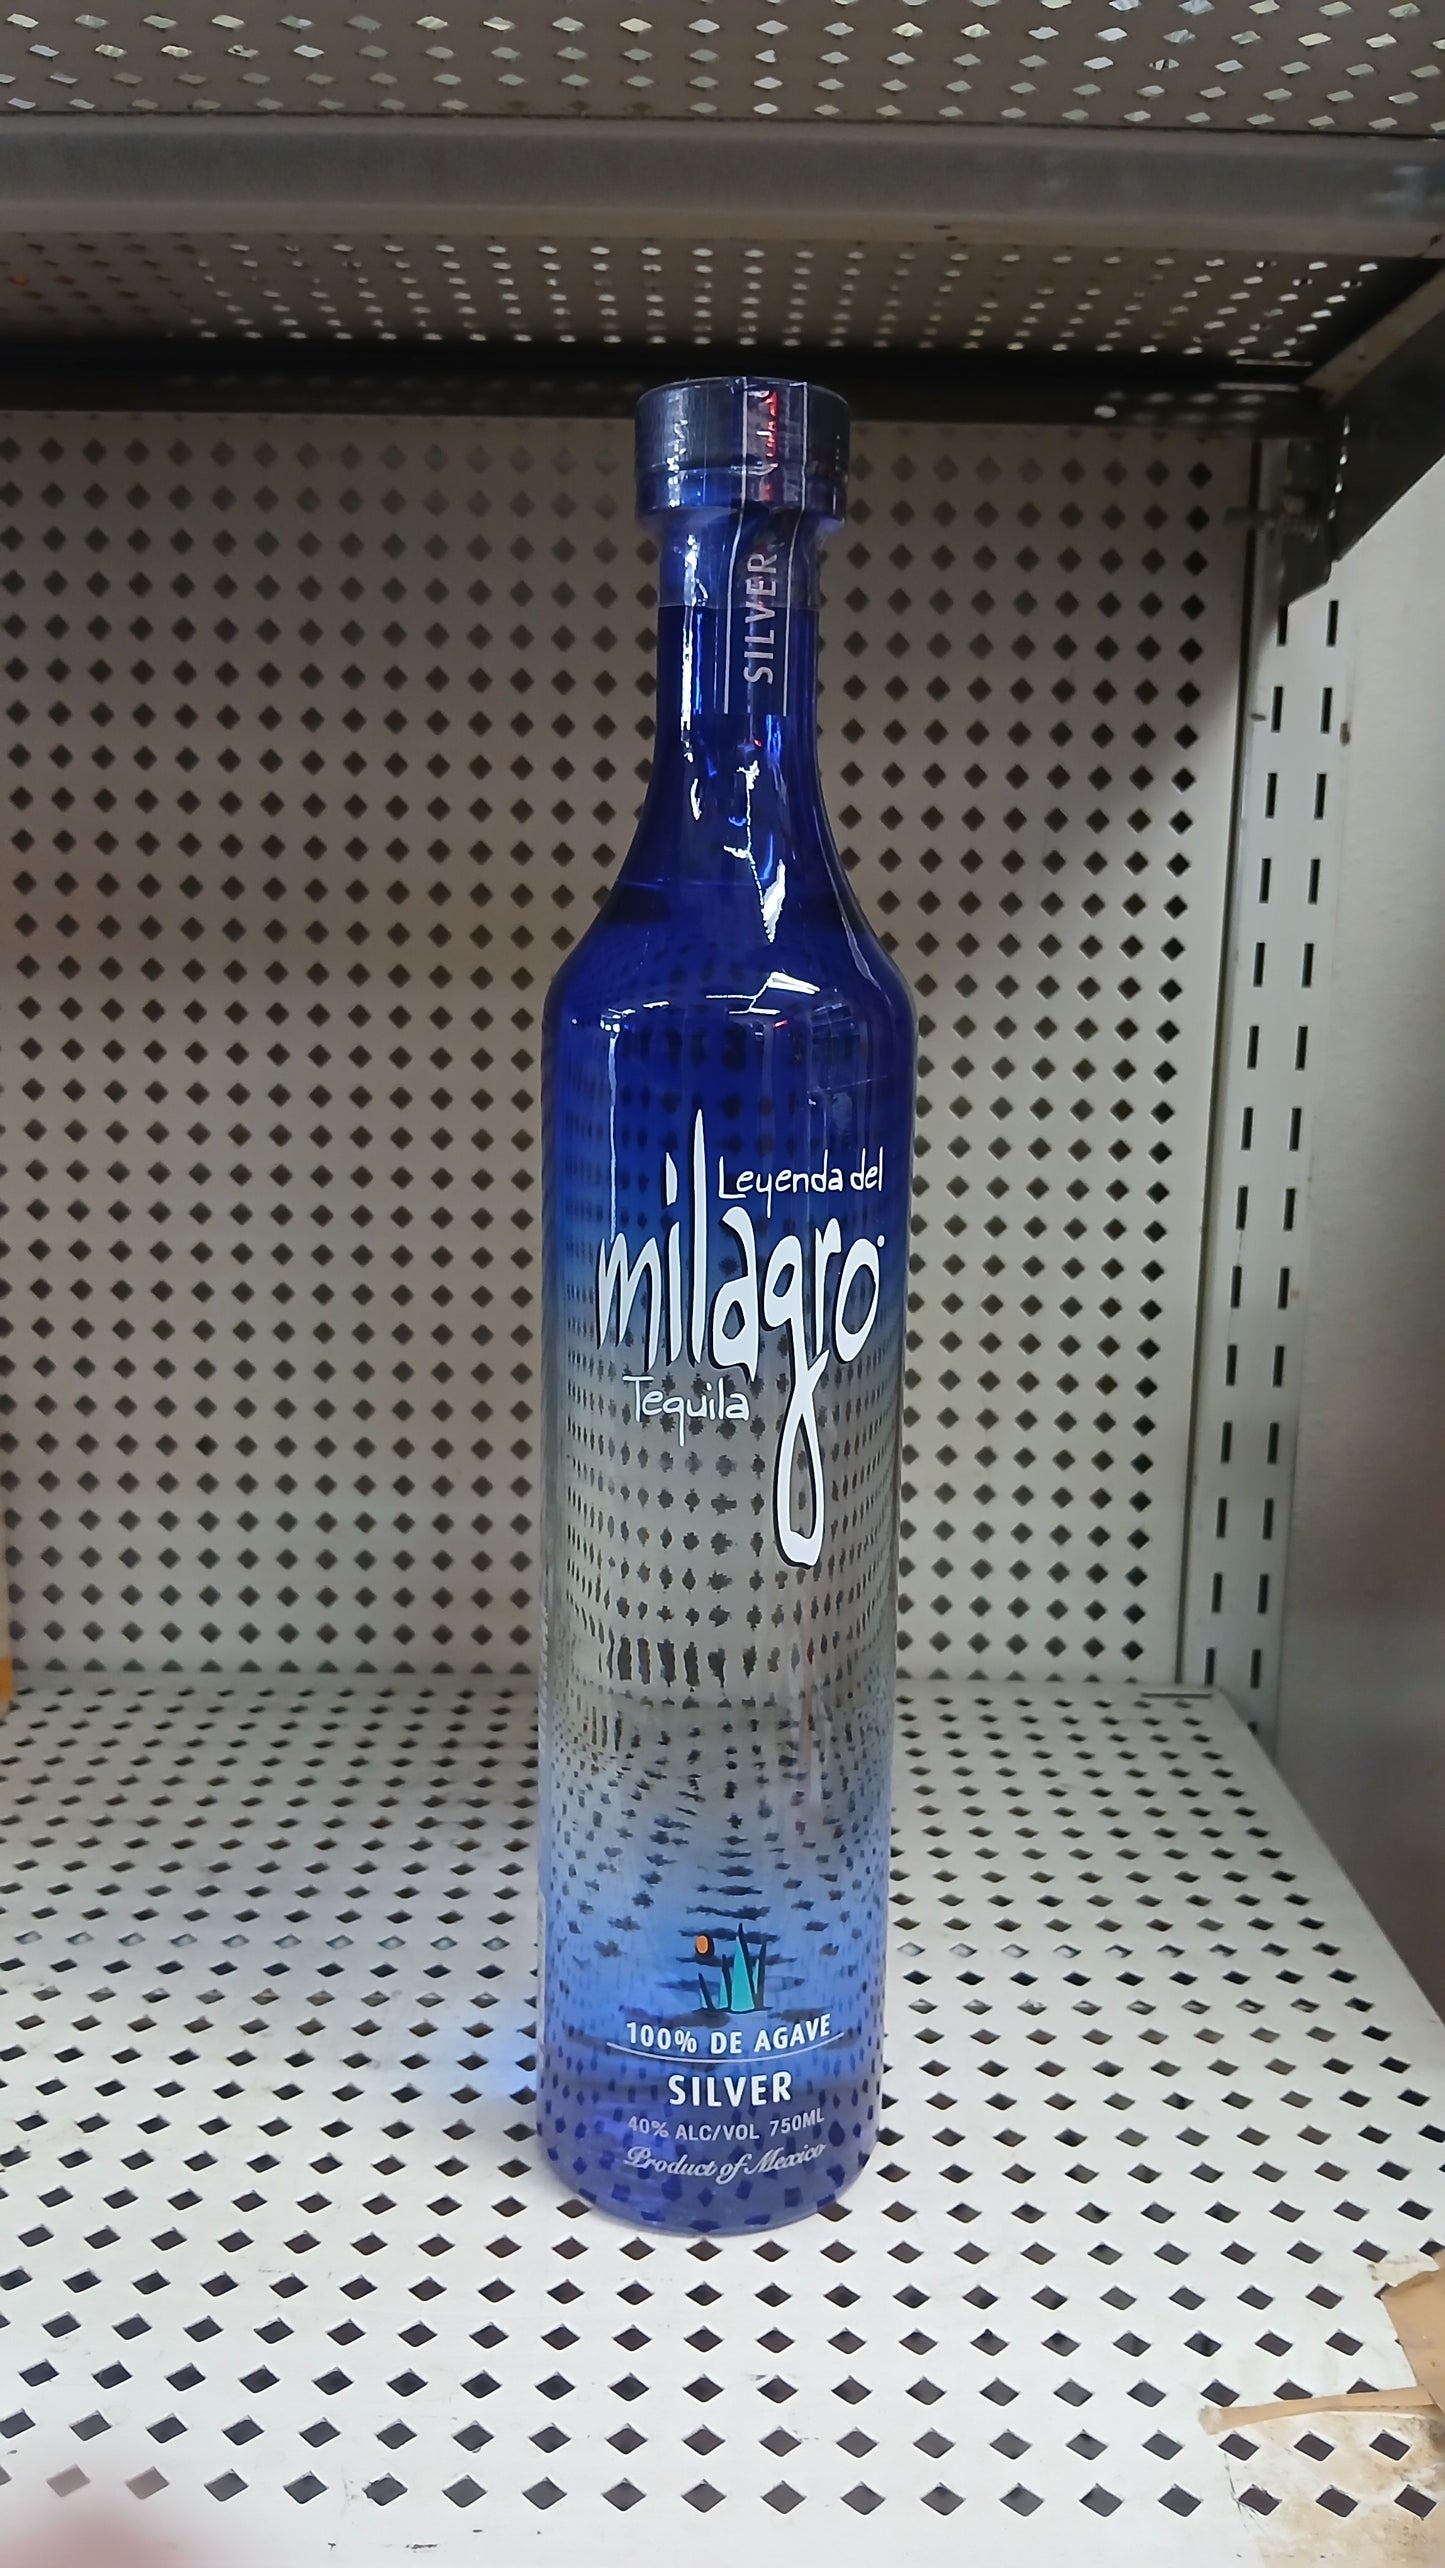 SILVER
Leyenda del
milagro
Tequila
100% DE AGAVE
SILVER
40% ALC/VOL 750ML
Product of Mexico